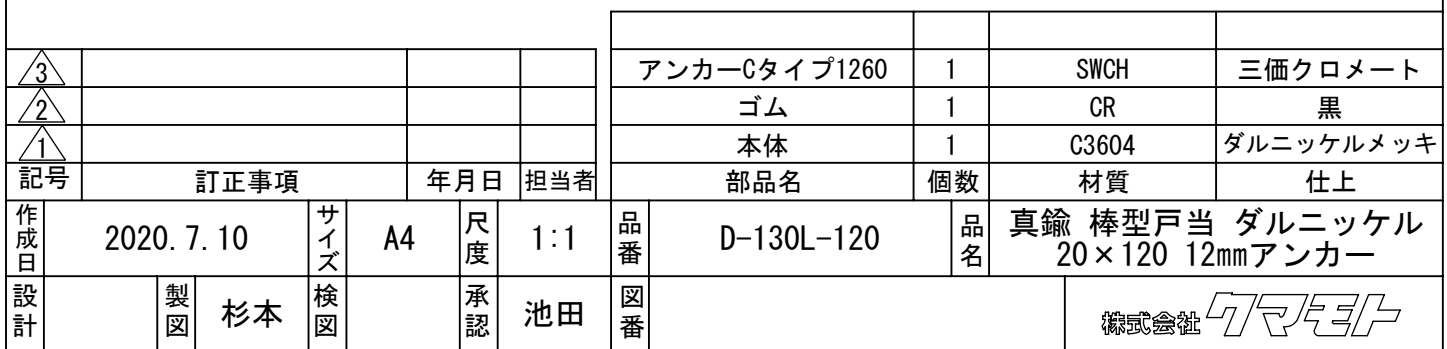 3 アンカーCタイプ1260 1 SWCH 三価クロメート
2 ゴム 1 CR 黒
1 本体 1 C3604 ダルニッケルメッキ
記号 訂正事項 年月日 担当者 部品名 個数 材質 仕上
作成日 2020.7.10 サイズ A4 尺度 1:1 品番 D-130L-120 品名 真鍮 棒型戸当 ダルニッケル
20×120 12㎜アンカー
設計 製図 杉本 検図 承認 池田 図番 株式会社クマモト